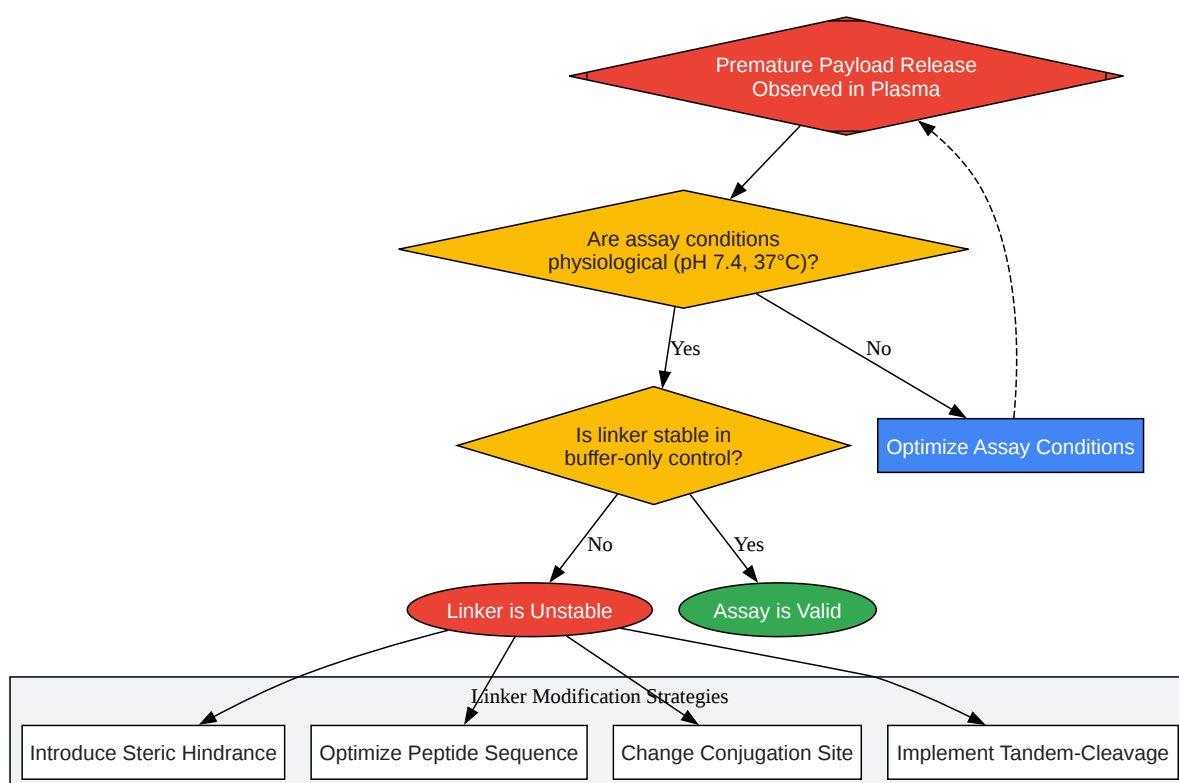 Premature Payload Release
Observed in Plasma
Are assay conditions
physiological (pH 7.4, 37°C)?
Yes
No
Is linker stable in
buffer-only control?
Optimize Assay Conditions
No
Yes
Linker is Unstable
Assay is Valid
Linker Modification Strategies
Introduce Steric Hindrance
Optimize Peptide Sequence
Change Conjugation Site
Implement Tandem-Cleavage